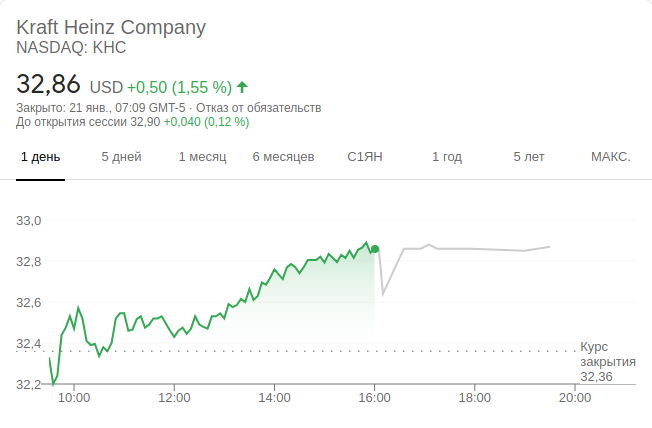 Kraft Heinz Company
NASDAQ: KHC
32,86 USD +0,50 (1,55 %)
Закрыто: 21 янв., 07:09 GMT-5 · Отказ от обязательств
До открытия сессии 32,90 +0,040 (0,12 %)
1 день 5 дней 1 месяц 6 месяцев С1ЯН 1 год 5 лет МАКС.
33,0
32,8
32,6
32,4
32,2
Курс
закрытия
32,36
10:00 12:00 14:00 16:00 18:00 20:00